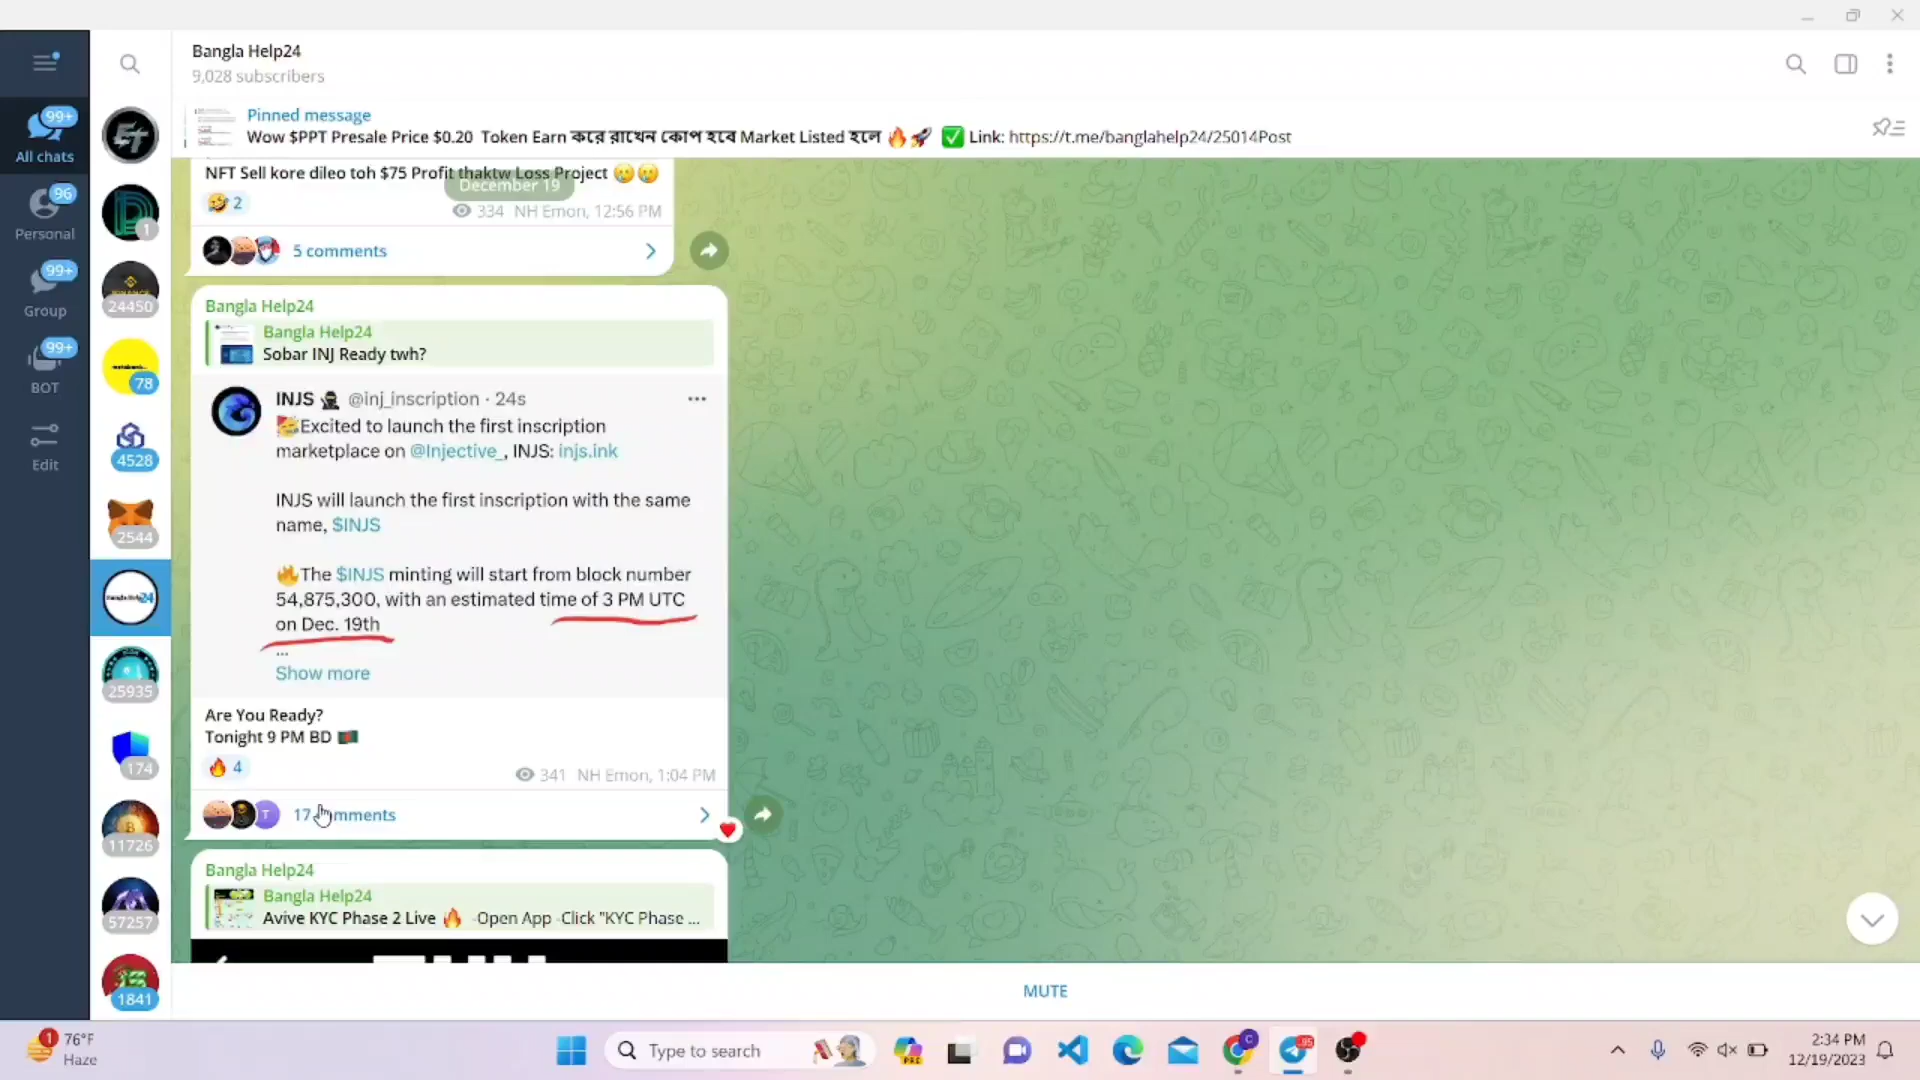 Bangla Help24
9,028 subscribers
Pinned message
Wow $PPT Presale Price $0.20 Token Earn করে রাখেন কোপ হবে Market Listed হলে 🔥🚀 ✅ Link: https://t.me/banglahelp24/25014Post
99+
All chats
96
Personal
99+
Group
99+
BOT
Edit
1
24450
78
4528
2544
Bangla Help24
25935
174
11726
57257
1841
NFT Sell kore dileo toh $75 Profit thaktw Loss Project 🥲🥲
December 19
🤣 2
334 NH Emon, 12:56 PM
5 comments
Bangla Help24
Bangla Help24
Sobar INJ Ready twh?
INJS 🥷 @inj_inscription · 24s
🥳Excited to launch the first inscription
marketplace on @Injective_, INJS: injs.ink
INJS will launch the first inscription with the same
name, $INJS
🔥The $INJS minting will start from block number
54,875,300, with an estimated time of 3 PM UTC
on Dec. 19th
...
Show more
Are You Ready?
Tonight 9 PM BD 🇧🇩
🔥 4
341 NH Emon, 1:04 PM
T
17 comments
Bangla Help24
Bangla Help24
Avive KYC Phase 2 Live 🔥 -Open App -Click "KYC Phase ...
MUTE
1
76°F
Haze
Type to search
PRE
C
95
2:34 PM
12/19/2023